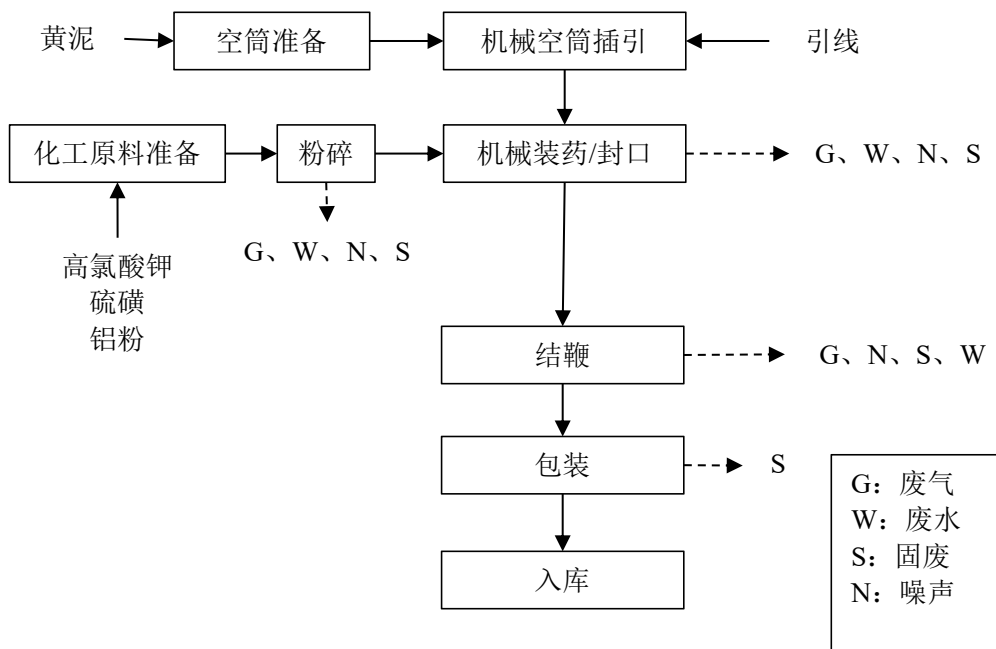 黄泥
空筒准备
机械空筒插引
引线
化工原料准备
粉碎
机械装药/封口
G、W、N、S
G、W、N、S
高氯酸钾
硫磺
铝粉
结鞭
G、N、S、W
包装
S
入库
G：废气
W：废水
S：固废
N：噪声